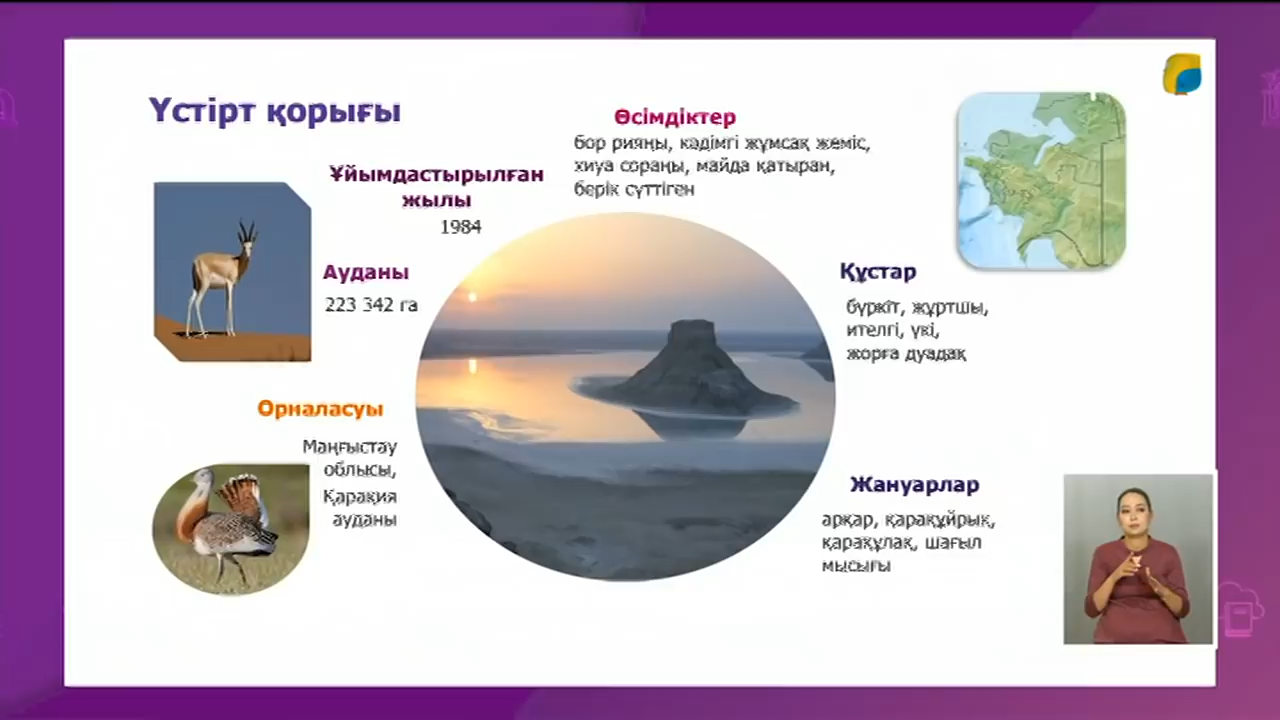 Үстірт қорығы
Ұйымдастырылған
жылы
1984
Ауданы
223 342 га
Орналасуы
Маңғыстау
облысы,
Қарақия
ауданы
Өсімдіктер
бор рияңы, кәдімгі жұмсақ жеміс,
хиуа сораңы, майда қатыран,
берік сүттіген
Құстар
бүркіт, жұртшы,
ителгі, үкі,
жорға дуадақ
Жануарлар
арқар, қарақұйрық,
қарақұлақ, шағыл
мысығы